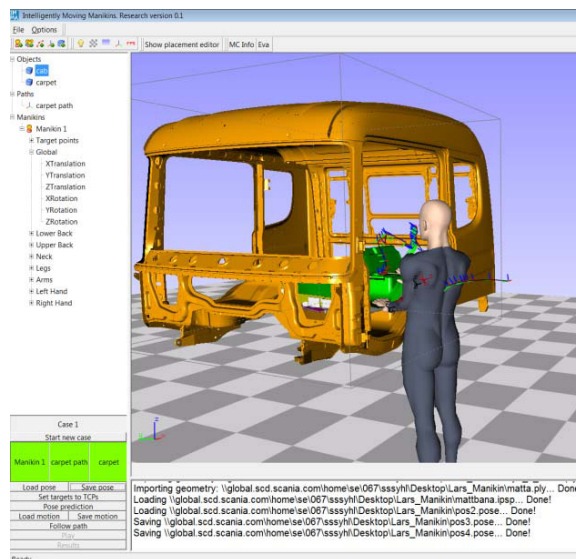 Intelligently Moving Manikins. Research version 0.1
File Options
Show placement editor MC Info Eva
Objects
cab
carpet
Paths
carpet path
Manikins
Manikin 1
Target points
Global
XTranslation
YTranslation
ZTranslation
XRotation
YRotation
ZRotation
Lower Back
Upper Back
Neck
Legs
Arms
Left Hand
Right Hand
Case 1
Start new case
Manikin 1 carpet path carpet
Load pose Save pose
Set targets to TCPs
Pose prediction
Load motion Save motion
Follow path
Play
Results
Importing geometry: \\global.scd.scania.com\home\se\067\sssyhl\Desktop\Lars_Manikin\matta.ply... Done!
Loading \\global.scd.scania.com\home\se\067\sssyhl\Desktop\Lars_Manikin\mattbana.ipsp... Done!
Loading \\global.scd.scania.com\home\se\067\sssyhl\Desktop\Lars_Manikin\pos2.pose... Done!
Saving \\global.scd.scania.com\home\se\067\sssyhl\Desktop\Lars_Manikin\pos3.pose... Done!
Saving \\global.scd.scania.com\home\se\067\sssyhl\Desktop\Lars_Manikin\pos4.pose... Done!